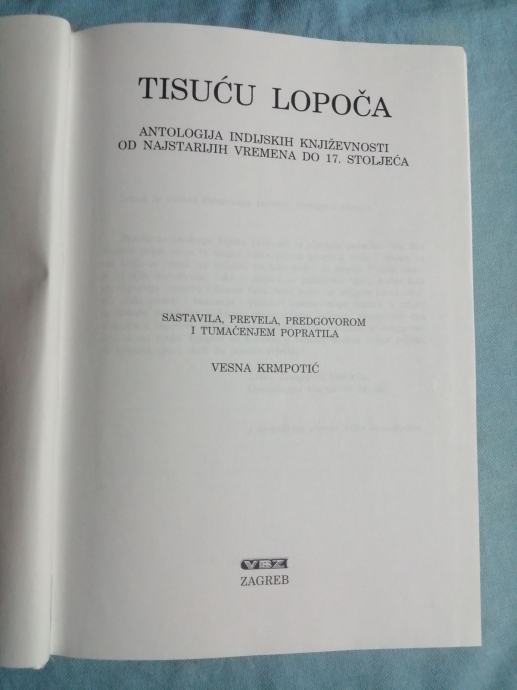 TISUĆU LOPOČA
ANTOLOGIJA INDIJSKIH KNJIŽEVNOSTI
OD NAJSTARIJIH VREMENA DO 17. STOLJEĆA
SASTAVILA, PREVELA, PREDGOVOROM
I TUMAČENJEM POPRATILA
VESNA KRMPOTIĆ
VBZ
ZAGREB